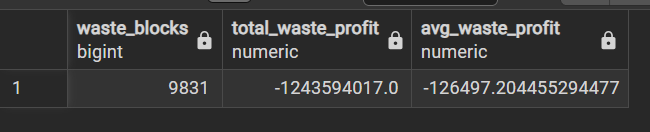 waste_blocks total_waste_profit avg_waste_profit
bigint numeric numeric
1 9831 -1243594017.0 -126497.204455294477